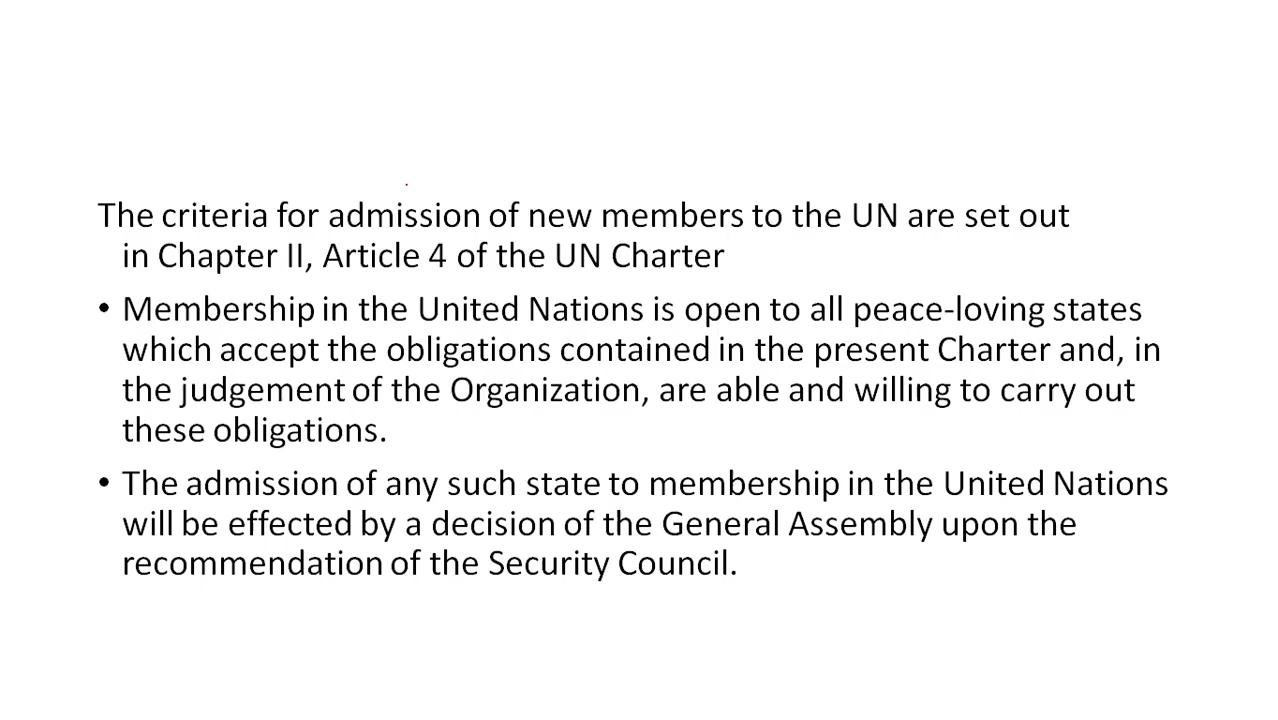 The criteria for admission of new members to the UN are set out
in Chapter II, Article 4 of the UN Charter
• Membership in the United Nations is open to all peace-loving states
which accept the obligations contained in the present Charter and, in
the judgement of the Organization, are able and willing to carry out
these obligations.
• The admission of any such state to membership in the United Nations
will be effected by a decision of the General Assembly upon the
recommendation of the Security Council.